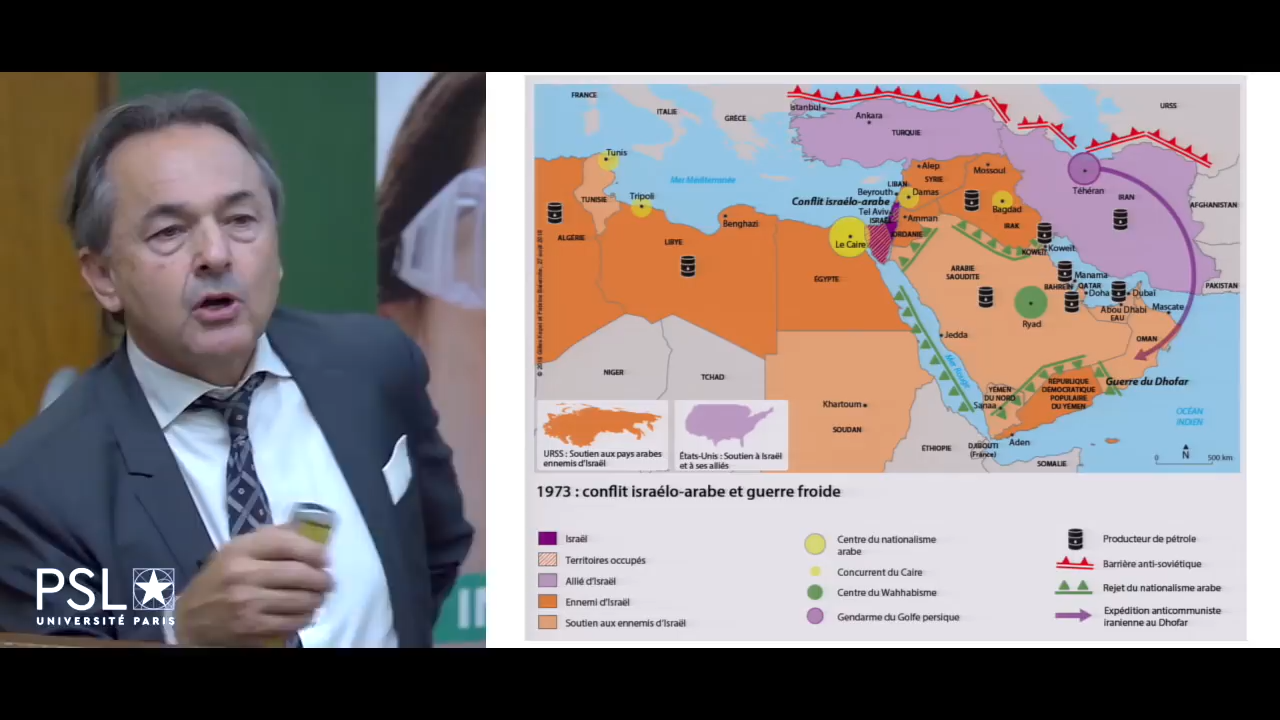 PSL
UNIVERSITÉ PARIS
FRANCE
ITALIE
GRÈCE
Istanbul
Ankara
TURQUIE
URSS
Tunis
TUNISIE
Tripoli
Mer Méditerranée
Alep
SYRIE
Mossoul
LIBAN
Beyrouth
Damas
Conflit israélo-arabe
Tel Aviv
ISRAËL
Amman
JORDANIE
Bagdad
IRAK
Téhéran
IRAN
AFGHANISTAN
PAKISTAN
ALGÉRIE
LIBYE
Benghazi
Le Caire
ÉGYPTE
ARABIE
SAOUDITE
KOWEIT
Koweit
Manama
BAHREIN
QATAR
Doha
Dubaï
Abou Dhabi
EAU
Mascate
OMAN
Ryad
Jedda
Mer Rouge
NIGER
TCHAD
Khartoum
SOUDAN
YÉMEN
DU NORD
Sanaa
RÉPUBLIQUE
DÉMOCRATIQUE
POPULAIRE
DU YÉMEN
Guerre du Dhofar
Aden
ÉTHIOPIE
DJIBOUTI
(France)
SOMALIE
OCÉAN
INDIEN
N
0 500 km
URSS : Soutien aux pays arabes
ennemis d'Israël
États-Unis : Soutien à Israël
et à ses alliés
1973 : conflit israélo-arabe et guerre froide
Israël
Territoires occupés
Allié d'Israël
Ennemi d'Israël
Soutien aux ennemis d'Israël
Centre du nationalisme
arabe
Concurrent du Caire
Centre du Wahhabisme
Gendarme du Golfe persique
Producteur de pétrole
Barrière anti-soviétique
Rejet du nationalisme arabe
Expédition anticommuniste
iranienne au Dhofar